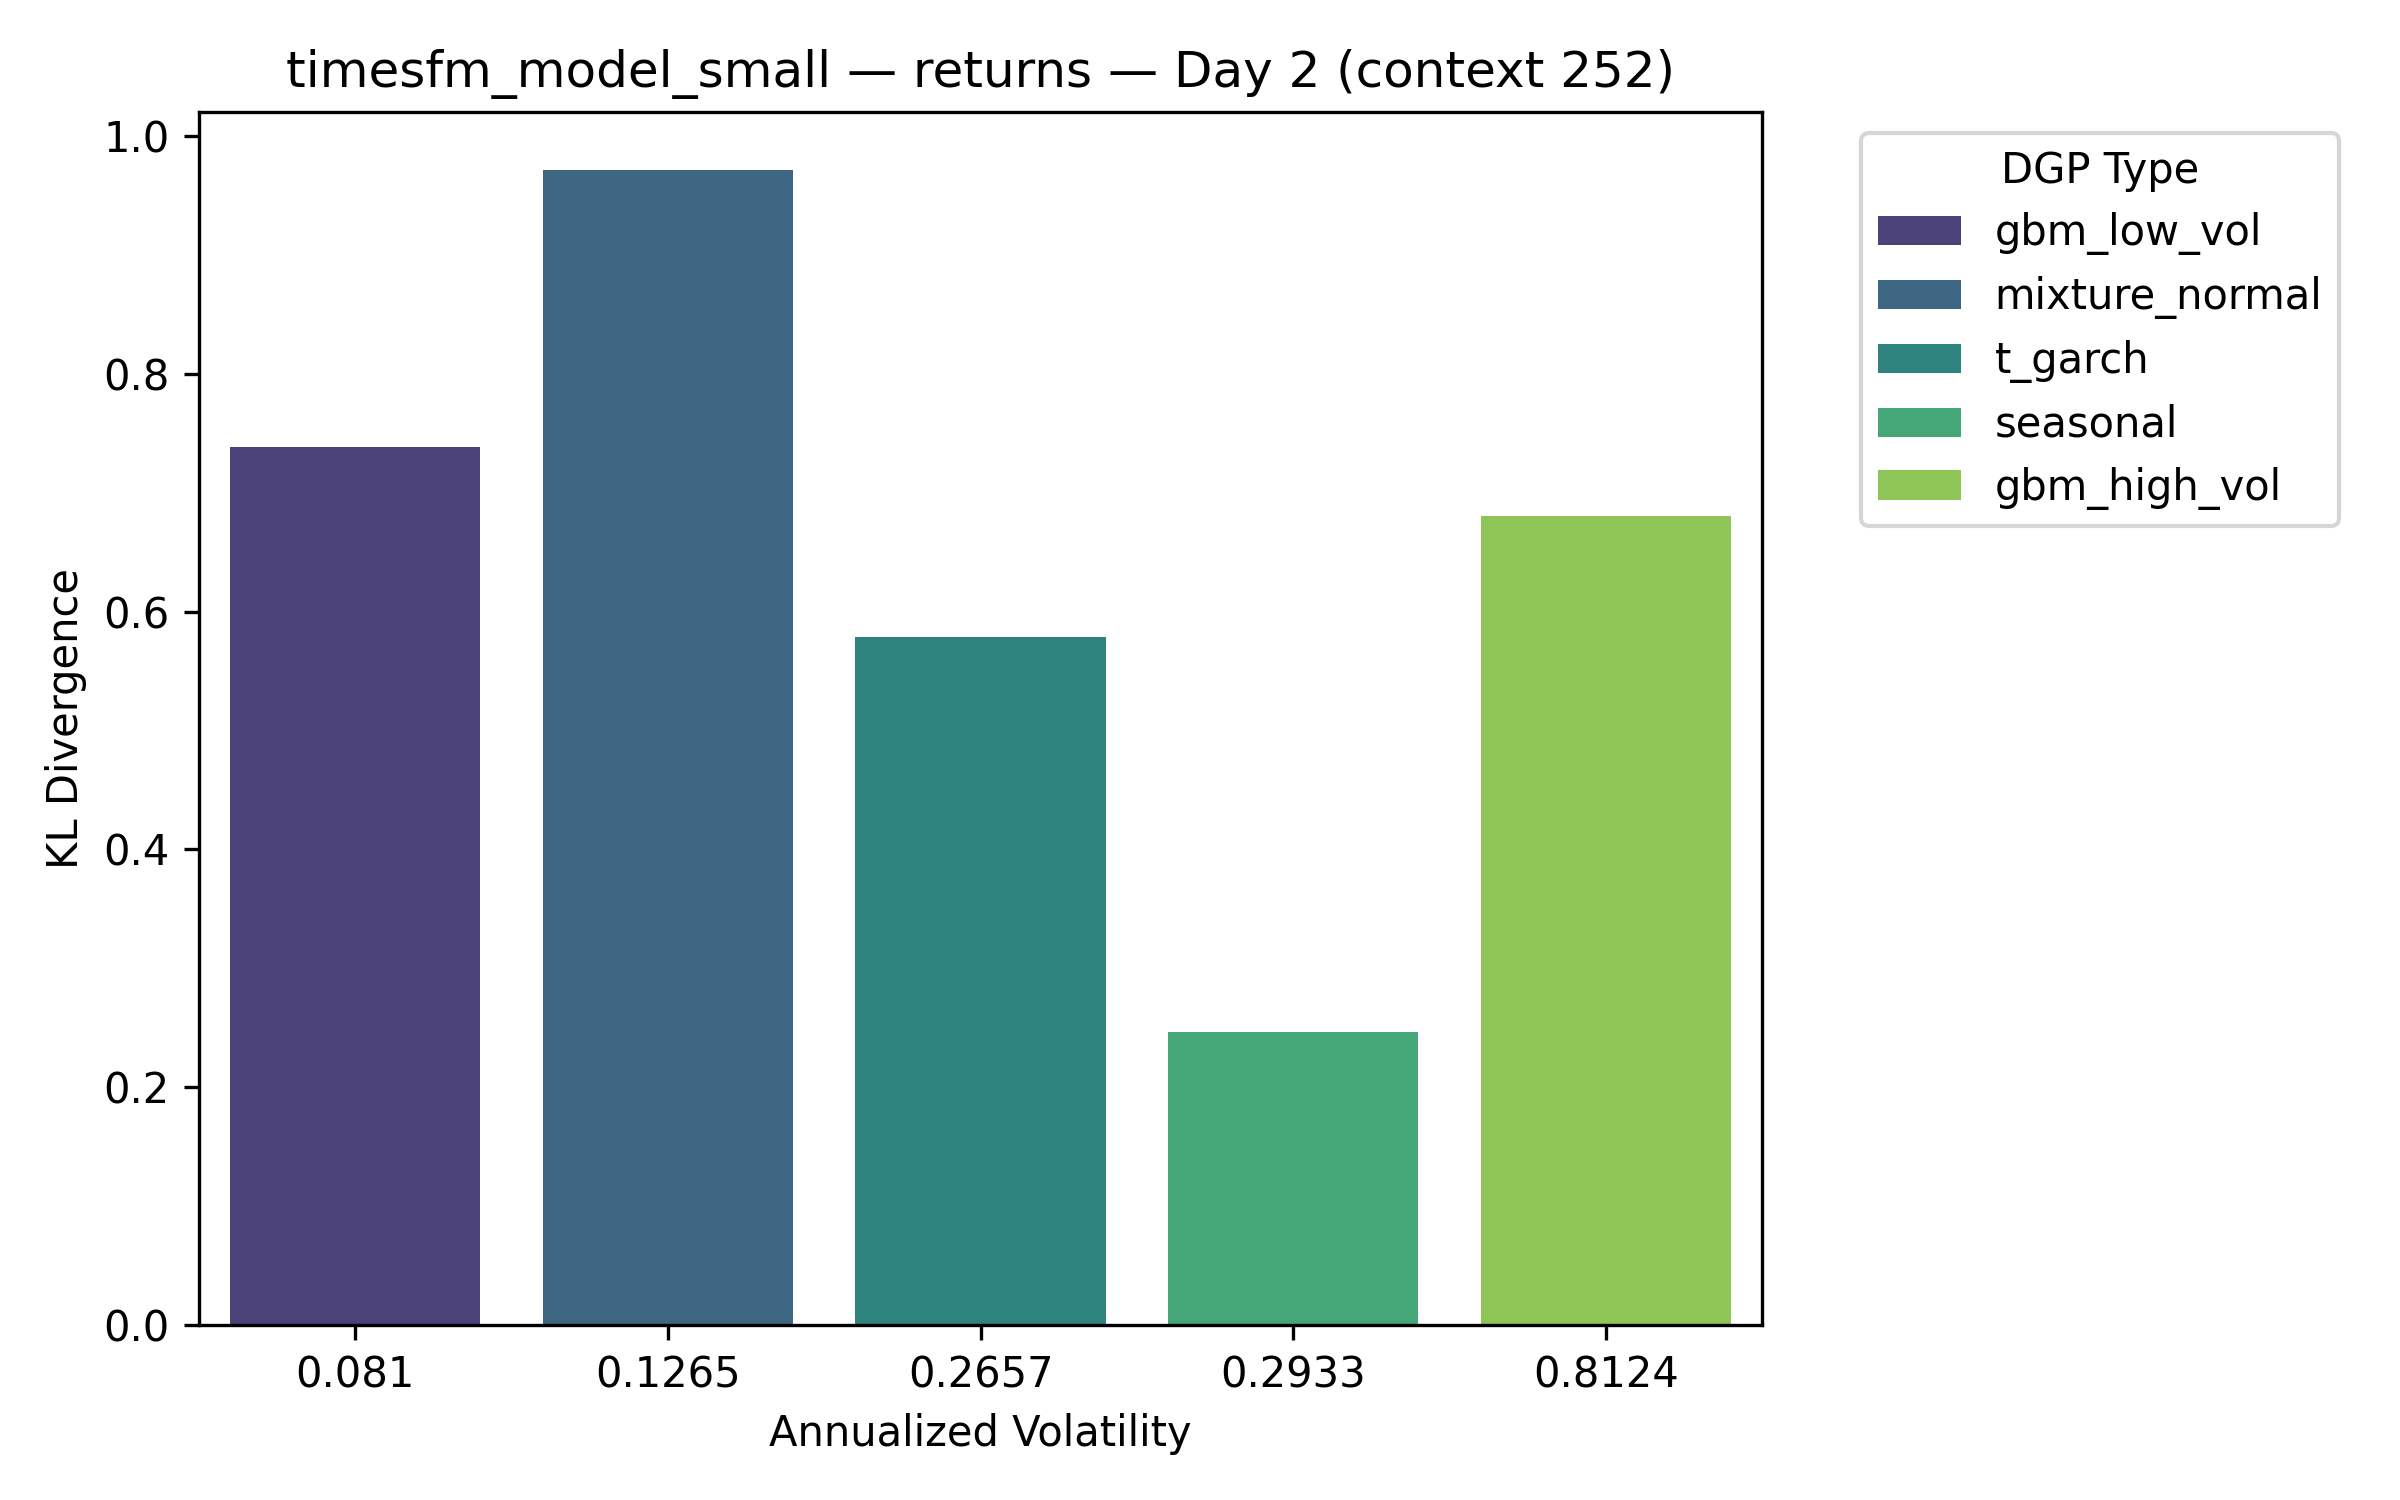 timesfm_model_small — returns — Day 2 (context 252)
DGP Type
gbm_low_vol
mixture_normal
t_garch
seasonal
gbm_high_vol
KL Divergence
1.0
0.8
0.6
0.4
0.2
0.0
0.081 0.1265 0.2657 0.2933 0.8124
Annualized Volatility